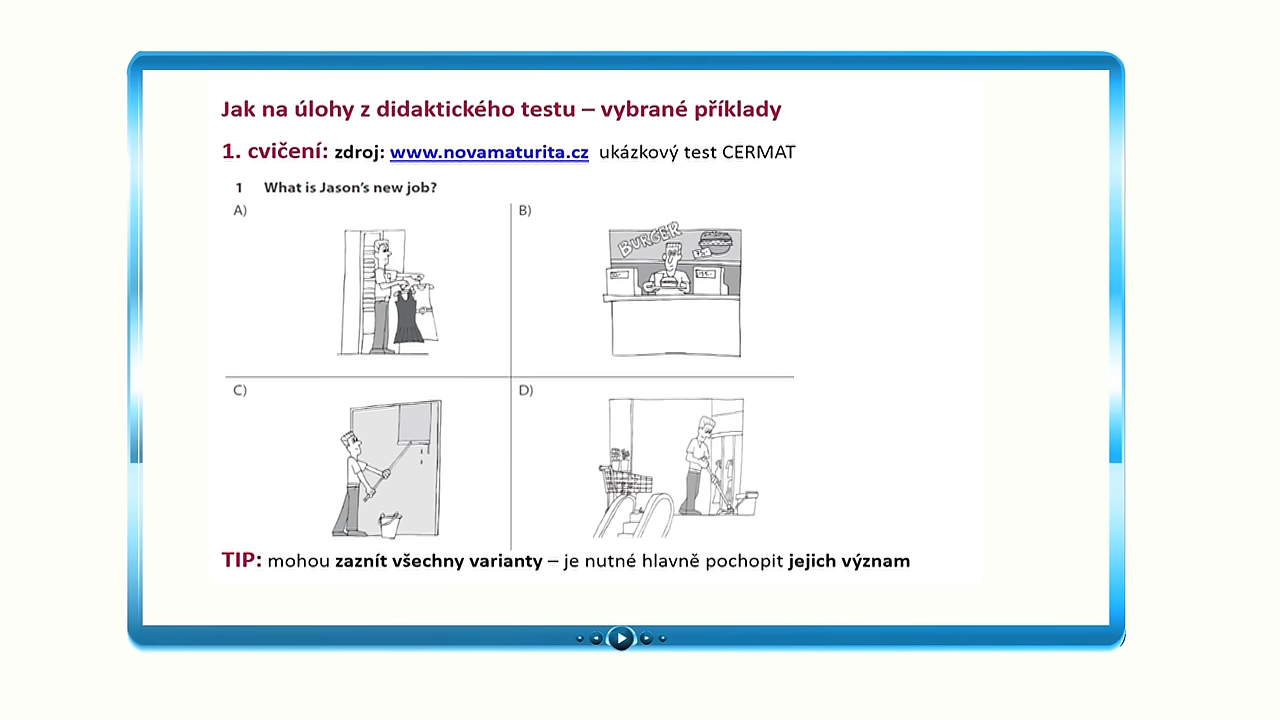 Jak na úlohy z didaktického testu – vybrané příklady
1. cvičení: zdroj: www.novamaturita.cz ukázkový test CERMAT
1 What is Jason's new job?
A)
B)
BURGER
C)
D)
TIP: mohou zaznít všechny varianty – je nutné hlavně pochopit jejich význam